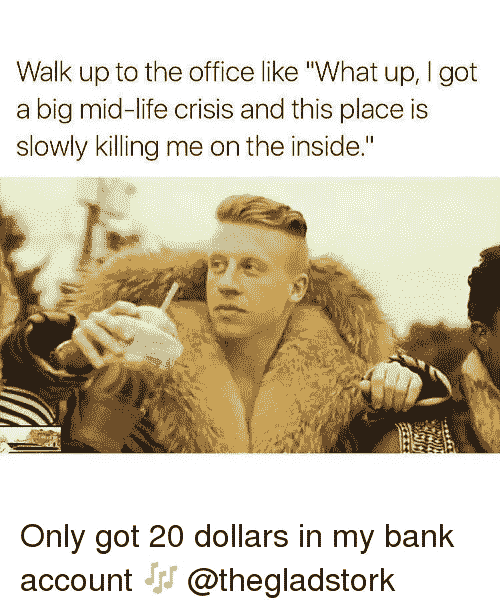 Walk up to the office like "What up, I got
a big mid-life crisis and this place is
slowly killing me on the inside."
Only got 20 dollars in my bank
account 🎶 @thegladstork